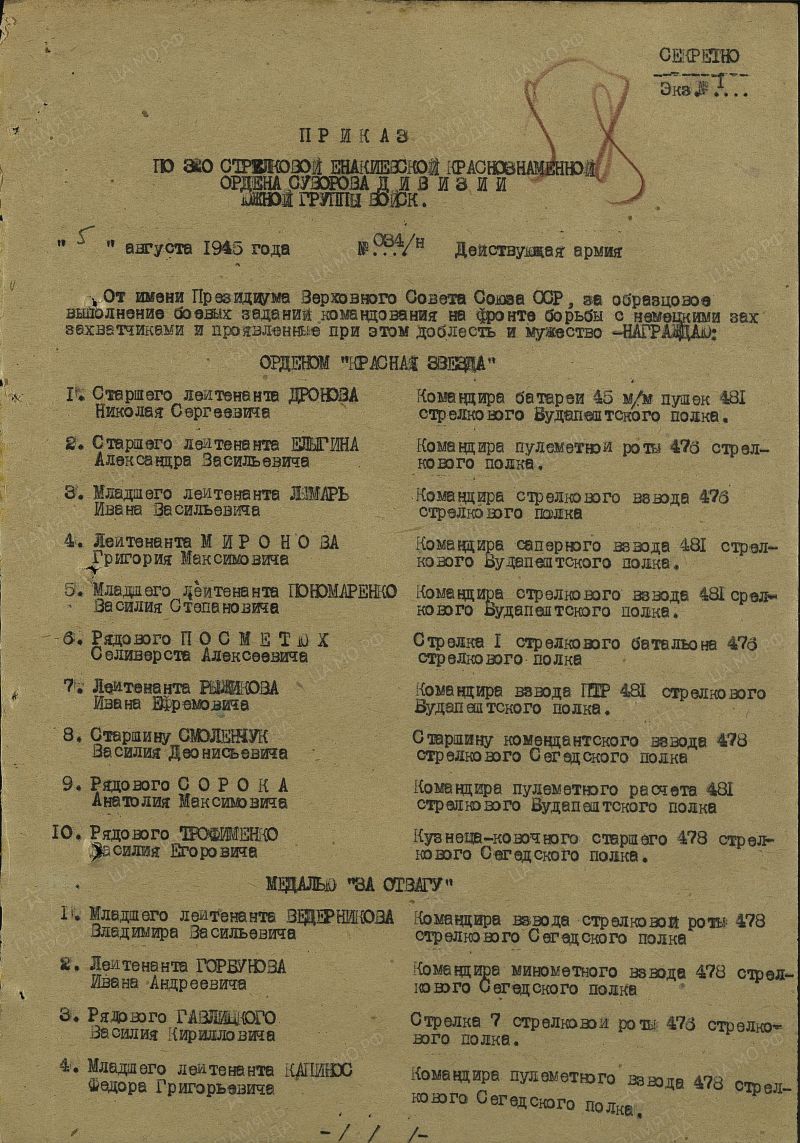 СЕКРЕТНО
Экз.№ 1...
58
П Р И К А З
ПО 320 СТРЕЛКОВОЙ ЕНАКИЕВСКОЙ КРАСНОЗНАМЕННОЙ
ОРДЕНА СУВОРОВА Д И В И З И И
ЮЖНОЙ ГРУППЫ ВОЙСК.
" 5 " августа 1945 года № 084/н Действующая армия
От имени Президиума Верховного Совета Союза ССР, за образцовое
выполнение боевых заданий командования на фронте борьбы с немецкими зах
захватчиками и проявленные при этом доблесть и мужество -НАГРАЖДАЮ:
ОРДЕНОМ "КРАСНАЯ ЗВЕЗДА"
1. Старшего лейтенанта ДРОНОВА Командира батареи 45 м/м пушек 481
Николая Сергеевича стрелкового Будапештского полка.
2. Старшего лейтенанта ЕЛЫГИНА Командира пулеметной роты 476 стрел-
Александра Васильевича кового полка.
3. Младшего лейтенанта ЛЫМАРЬ Командира стрелкового взвода 476
Ивана Васильевича стрелкового полка
4. Лейтенанта М И Р О Н О В А Командира саперного взвода 481 стрел-
Григория Максимовича кового Будапештского полка.
5. Младшего лейтенанта ПОНОМАРЕНКО Командира стрелкового взвода 481 срел-
Василия Степановича кового Будапештского полка.
6. Рядового П О С М Е Т Ю Х Стрелка I стрелкового батальона 476
Селиверста Алексеевича стрелкового полка
7. Лейтенанта РЫЖИКОВА Командира взвода ПТР 481 стрелкового
Ивана Ефремовича Будапештского полка.
8. Старшину СМОЛЕНЧУК Старшину комендантского взвода 478
Василия Деонисьевича стрелкового Сегедского полка
9. Рядового С О Р О К А Командира пулеметного расчета 481
Анатолия Максимовича стрелкового Будапештского полка
10. Рядового ТРОФИМЕНКО Кузнеца-ковочного старшего 478 стрел-
Василия Егоровича кового Сегедского полка.
МЕДАЛЬЮ "ЗА ОТВАГУ"
1. Младшего лейтенанта ВЕДЕРНИКОВА Командира взвода стрелковой роты 478
Владимира Васильевича стрелкового Сегедского полка
2. Лейтенанта ГОРБУНОВА Командира минометного взвода 478 стрел-
Ивана Андреевича кового Сегедского полка
3. Рядового ГАВЛИЦКОГО Стрелка 7 стрелковой роты 476 стрелко-
Василия Кирилловича вого полка.
4. Младшего лейтенанта КАПИНОС Командира пулеметного взвода 478 стрел-
Федора Григорьевича кового Сегедского полка.